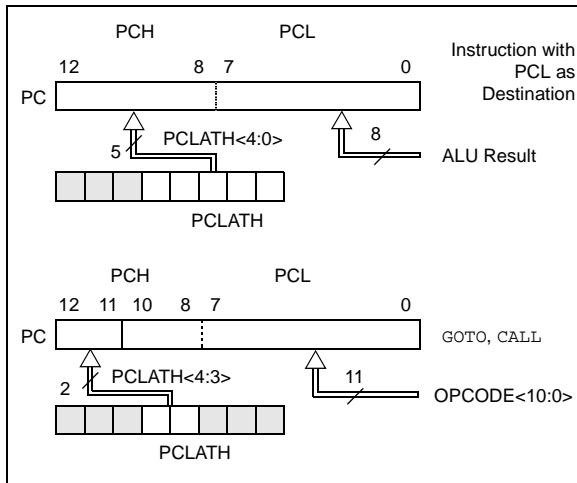 PCH PCL
12 8 7 0
Instruction with
PCL as
Destination
PC
5 PCLATH<4:0>
8
ALU Result
PCLATH
PCH PCL
12 11 10 8 7 0
PC
GOTO, CALL
2 PCLATH<4:3>
11
OPCODE<10:0>
PCLATH